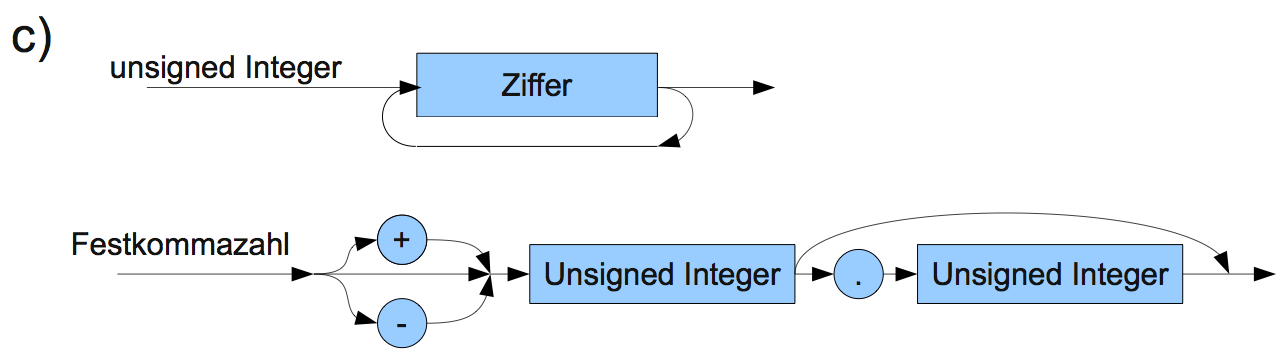 c)
unsigned Integer
Ziffer
Festkommazahl
+
-
Unsigned Integer
.
Unsigned Integer